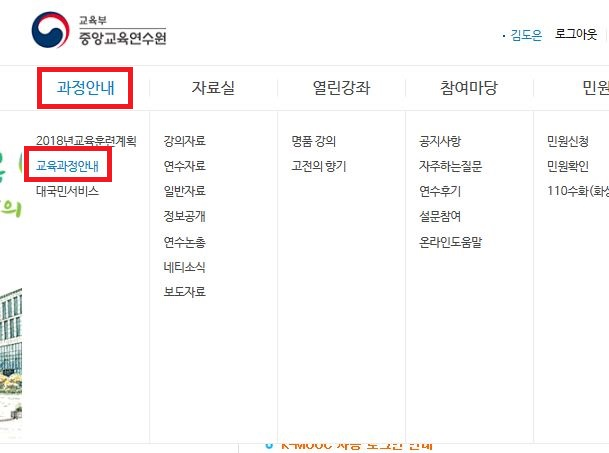 교육부
중앙교육연수원
김도은 로그아웃
과정안내 자료실 열린강좌 참여마당 민원
2018년교육훈련계획 강의자료 명품 강의 공지사항 민원신청
교육과정안내 연수자료 고전의 향기 자주하는질문 민원확인
대국민서비스 일반자료 연수후기 110수화(화상
정보공개 설문참여
연수논총 온라인도움말
네티소식
보도자료
K-MOOC 자동 로그인 안내